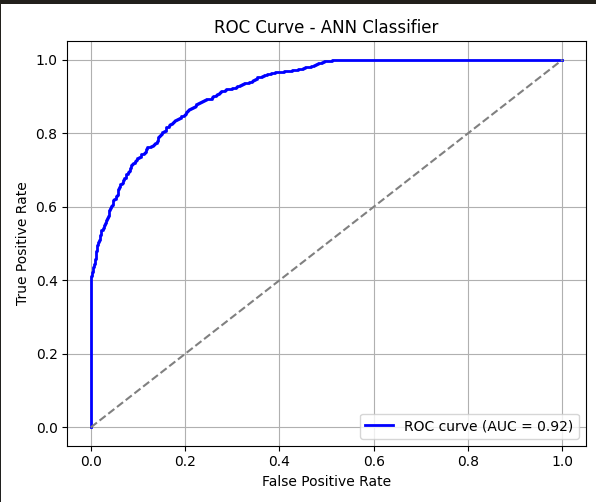 ROC Curve - ANN Classifier
1.0
0.8
0.6
0.4
0.2
0.0
True Positive Rate
ROC curve (AUC = 0.92)
0.0 0.2 0.4 0.6 0.8 1.0
False Positive Rate